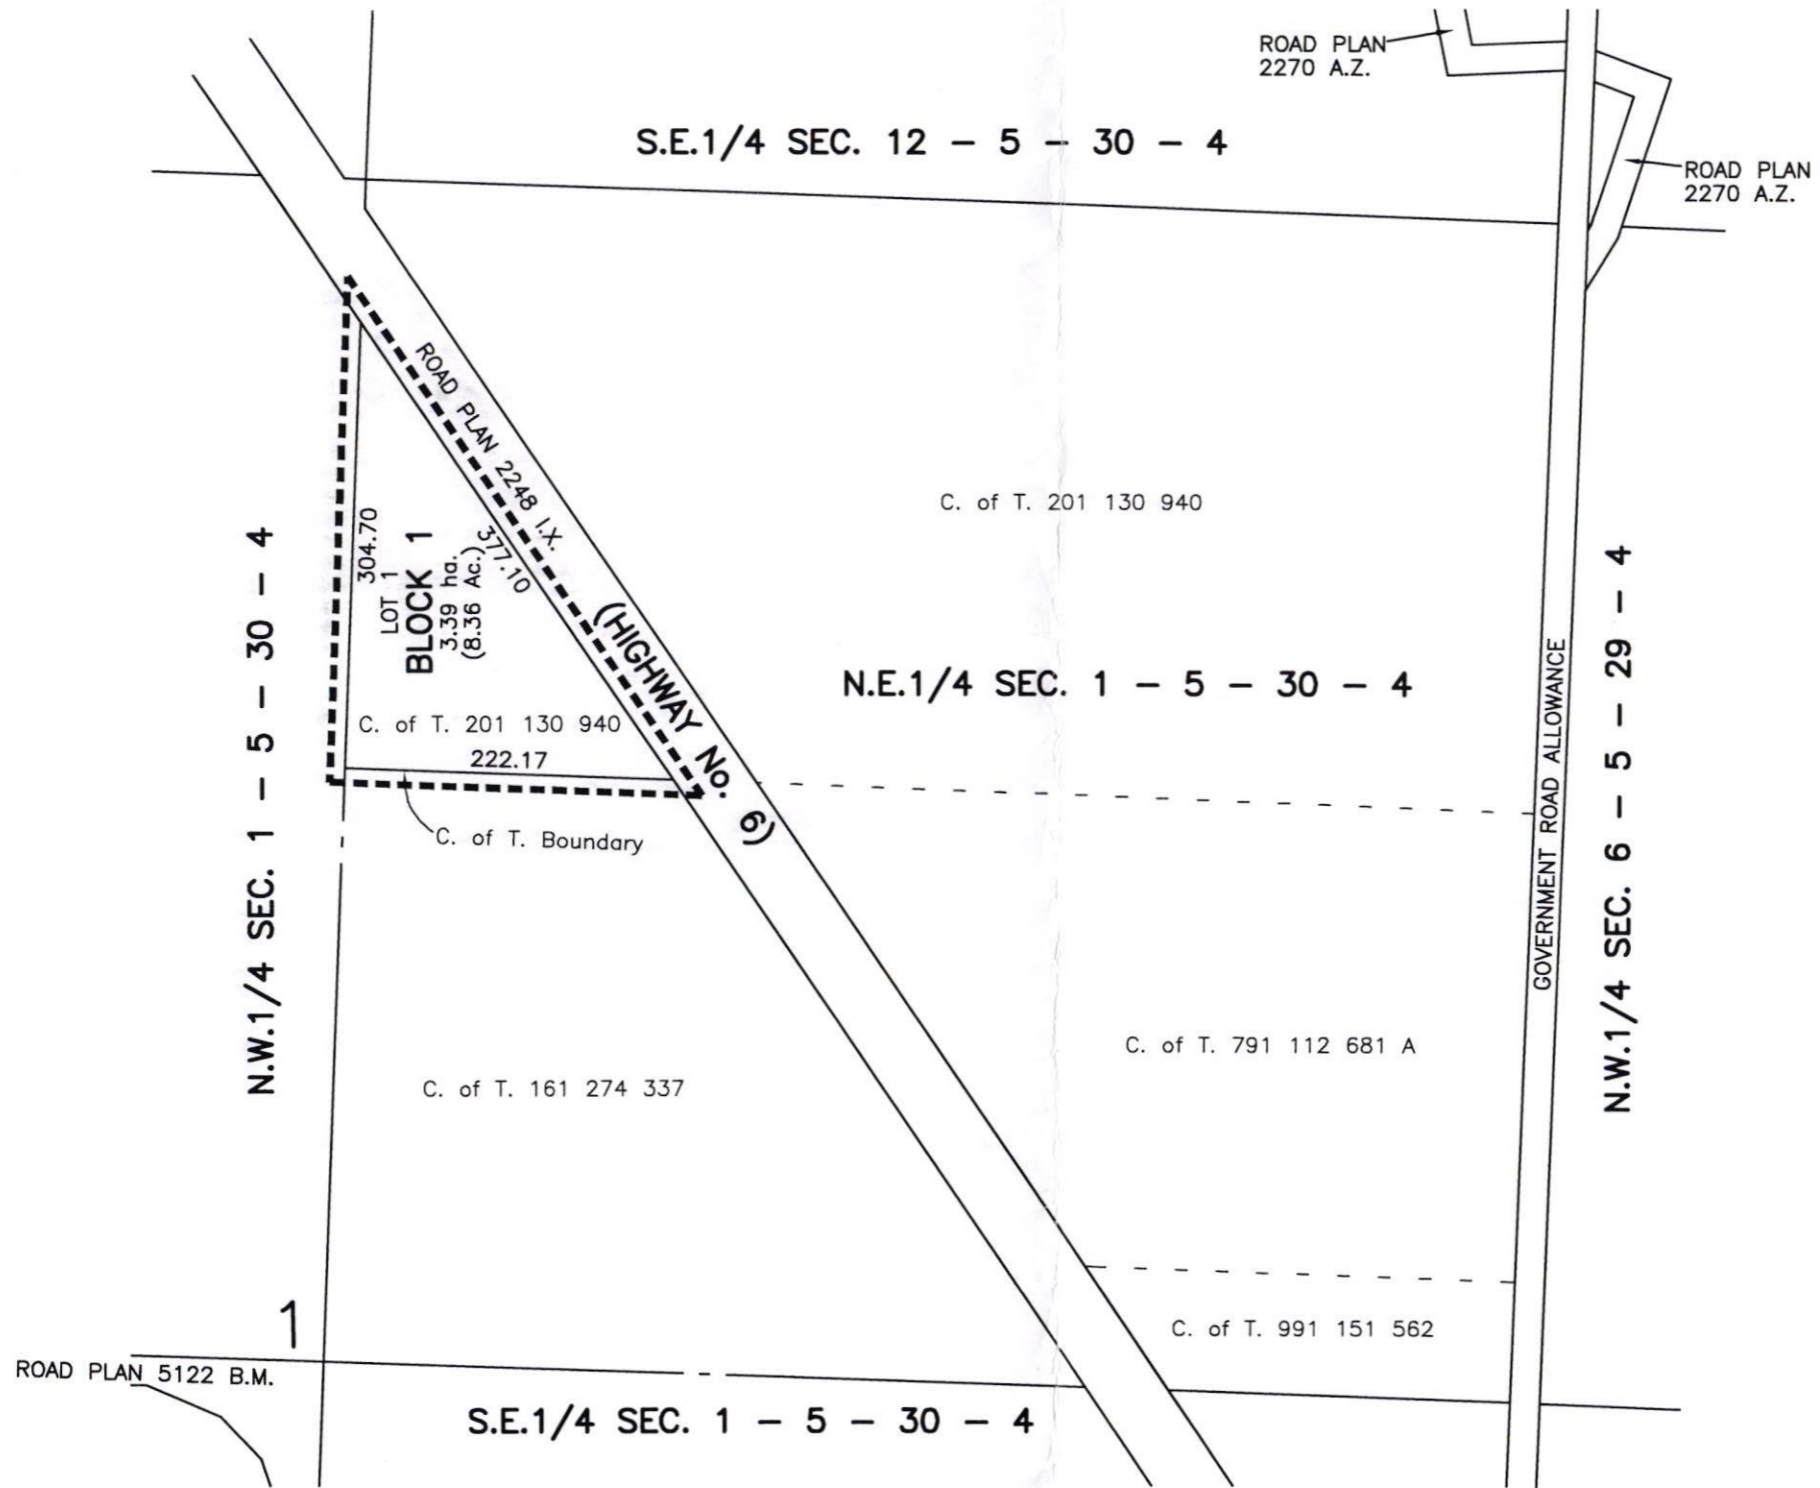 ROAD PLAN
2270 A.Z.
S.E.1/4 SEC. 12 - 5 - 30 - 4
ROAD PLAN
2270 A.Z.
ROAD PLAN 2248 I.X.
(HIGHWAY No. 6)
C. of T. 201 130 940
N.W.1/4 SEC. 1 - 5 - 30 - 4
304.70
LOT 1
BLOCK 1
3.39 ha.
(8.36 Ac.)
377.10
C. of T. 201 130 940
222.17
C. of T. Boundary
N.E.1/4 SEC. 1 - 5 - 30 - 4
GOVERNMENT ROAD ALLOWANCE
N.W.1/4 SEC. 6 - 5 - 29 - 4
C. of T. 791 112 681 A
C. of T. 161 274 337
C. of T. 991 151 562
1
ROAD PLAN 5122 B.M.
S.E.1/4 SEC. 1 - 5 - 30 - 4